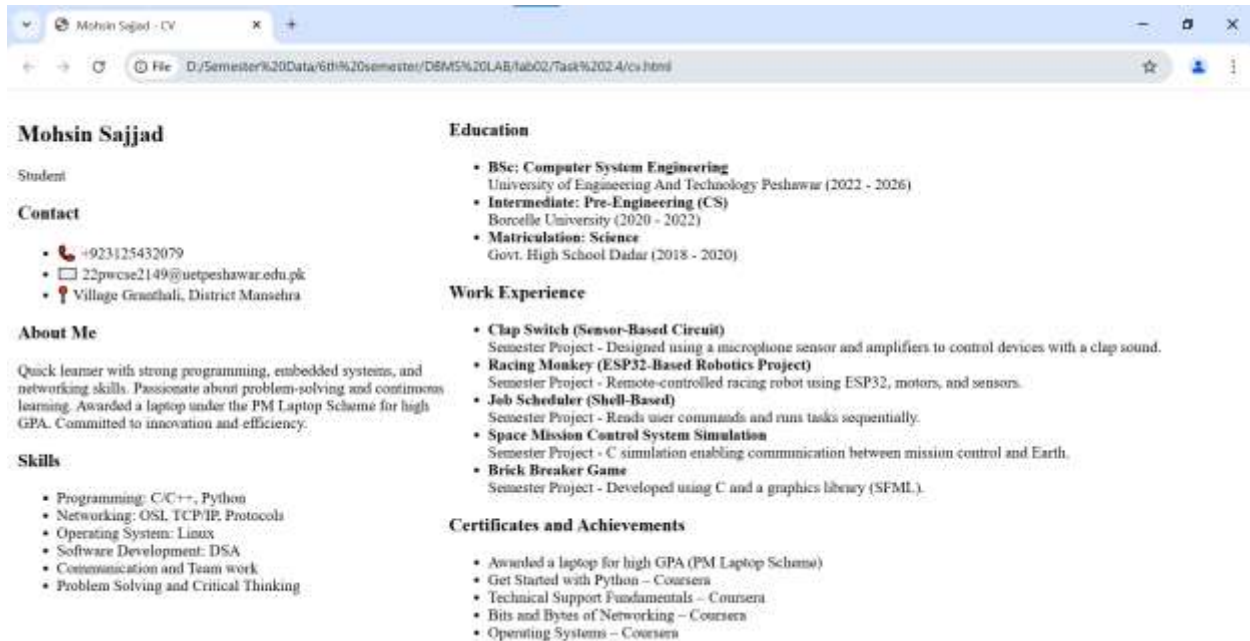 Mohsin Sajjad - CV
File D:/Semester%20Data/6th%20semester/DBMS%20LAB/lab02/Task%202.4/cv.html
Mohsin Sajjad
Student
Contact
+923125432079
22pwcse2149@uetpeshawar.edu.pk
Village Granthali, District Mansehra
About Me
Quick learner with strong programming, embedded systems, and
networking skills. Passionate about problem-solving and continuous
learning. Awarded a laptop under the PM Laptop Scheme for high
GPA. Committed to innovation and efficiency.
Skills
• Programming: C/C++, Python
• Networking: OSI, TCP/IP, Protocols
• Operating System: Linux
• Software Development: DSA
• Communication and Team work
• Problem Solving and Critical Thinking
Education
• BSc: Computer System Engineering
University of Engineering And Technology Peshawar (2022 - 2026)
• Intermediate: Pre-Engineering (CS)
Borcelle University (2020 - 2022)
• Matriculation: Science
Govt. High School Dadar (2018 - 2020)
Work Experience
• Clap Switch (Sensor-Based Circuit)
Semester Project - Designed using a microphone sensor and amplifiers to control devices with a clap sound.
• Racing Monkey (ESP32-Based Robotics Project)
Semester Project - Remote-controlled racing robot using ESP32, motors, and sensors.
• Job Scheduler (Shell-Based)
Semester Project - Reads user commands and runs tasks sequentially.
• Space Mission Control System Simulation
Semester Project - C simulation enabling communication between mission control and Earth.
• Brick Breaker Game
Semester Project - Developed using C and a graphics library (SFML).
Certificates and Achievements
• Awarded a laptop for high GPA (PM Laptop Scheme)
• Get Started with Python – Coursera
• Technical Support Fundamentals – Coursera
• Bits and Bytes of Networking – Coursera
• Operating Systems – Coursera